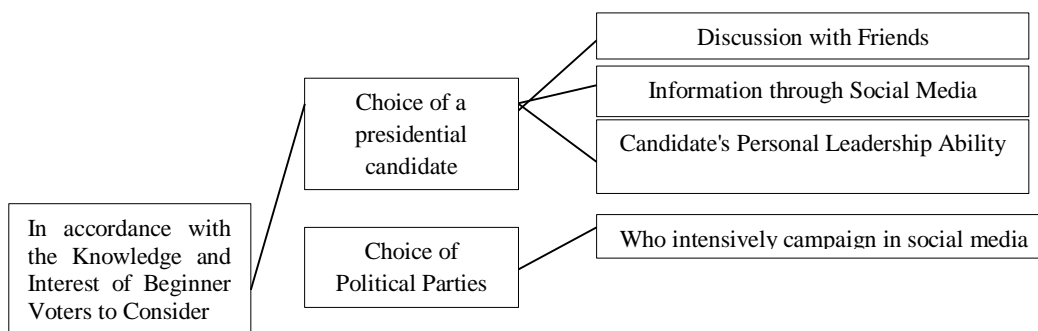 Discussion with Friends
Information through Social Media
Candidate's Personal Leadership Ability
Choice of a
presidential
candidate
In accordance with
the Knowledge and
Interest of Beginner
Voters to Consider
Choice of
Political Parties
Who intensively campaign in social media